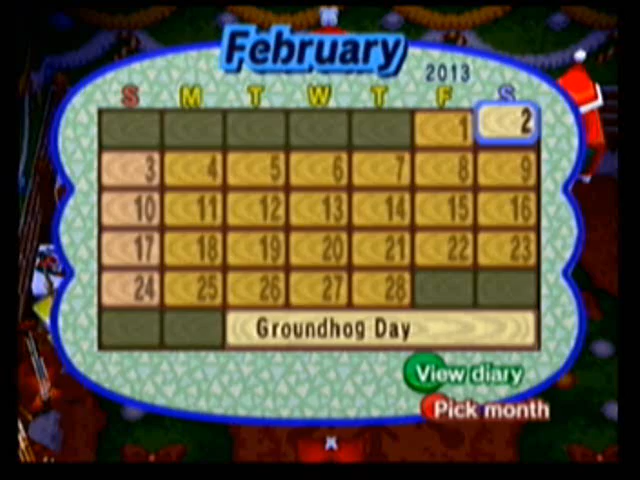 February
2013
S M T W T F S
1 2
3 4 5 6 7 8 9
10 11 12 13 14 15 16
17 18 19 20 21 22 23
24 25 26 27 28
Groundhog Day
View diary
Pick month